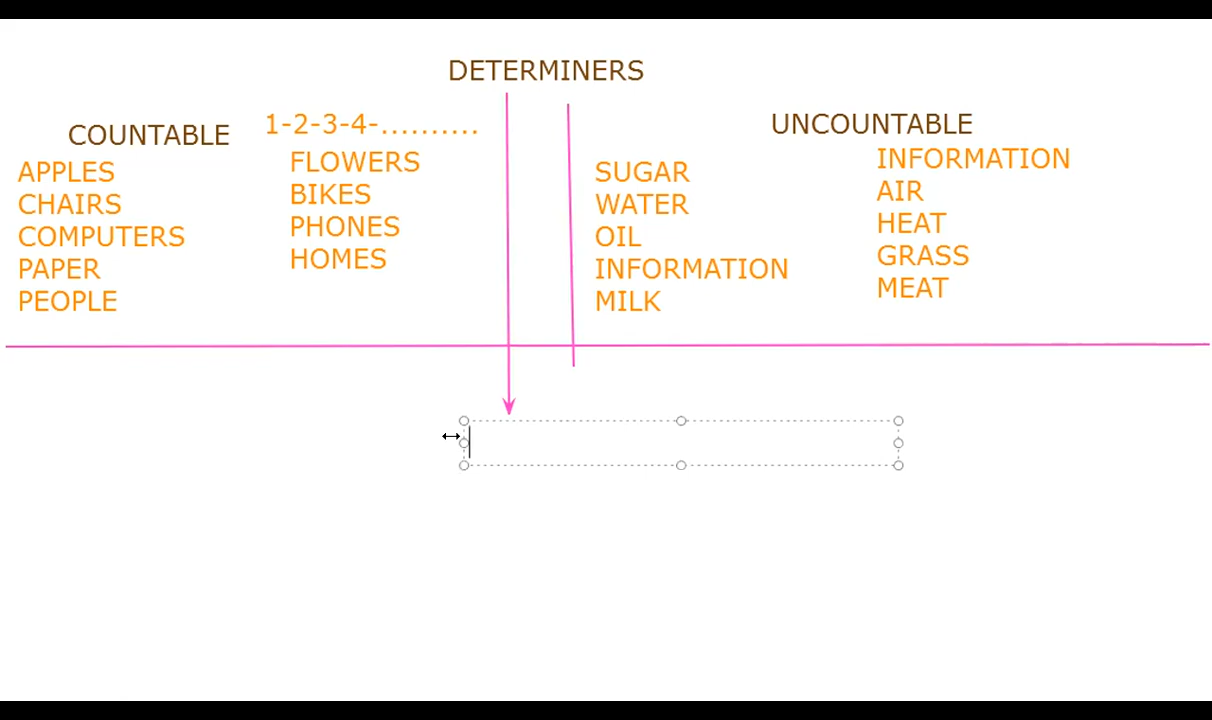 DETERMINERS
COUNTABLE
1-2-3-4-..........
APPLES
CHAIRS
COMPUTERS
PAPER
PEOPLE
FLOWERS
BIKES
PHONES
HOMES
UNCOUNTABLE
SUGAR
WATER
OIL
INFORMATION
MILK
INFORMATION
AIR
HEAT
GRASS
MEAT